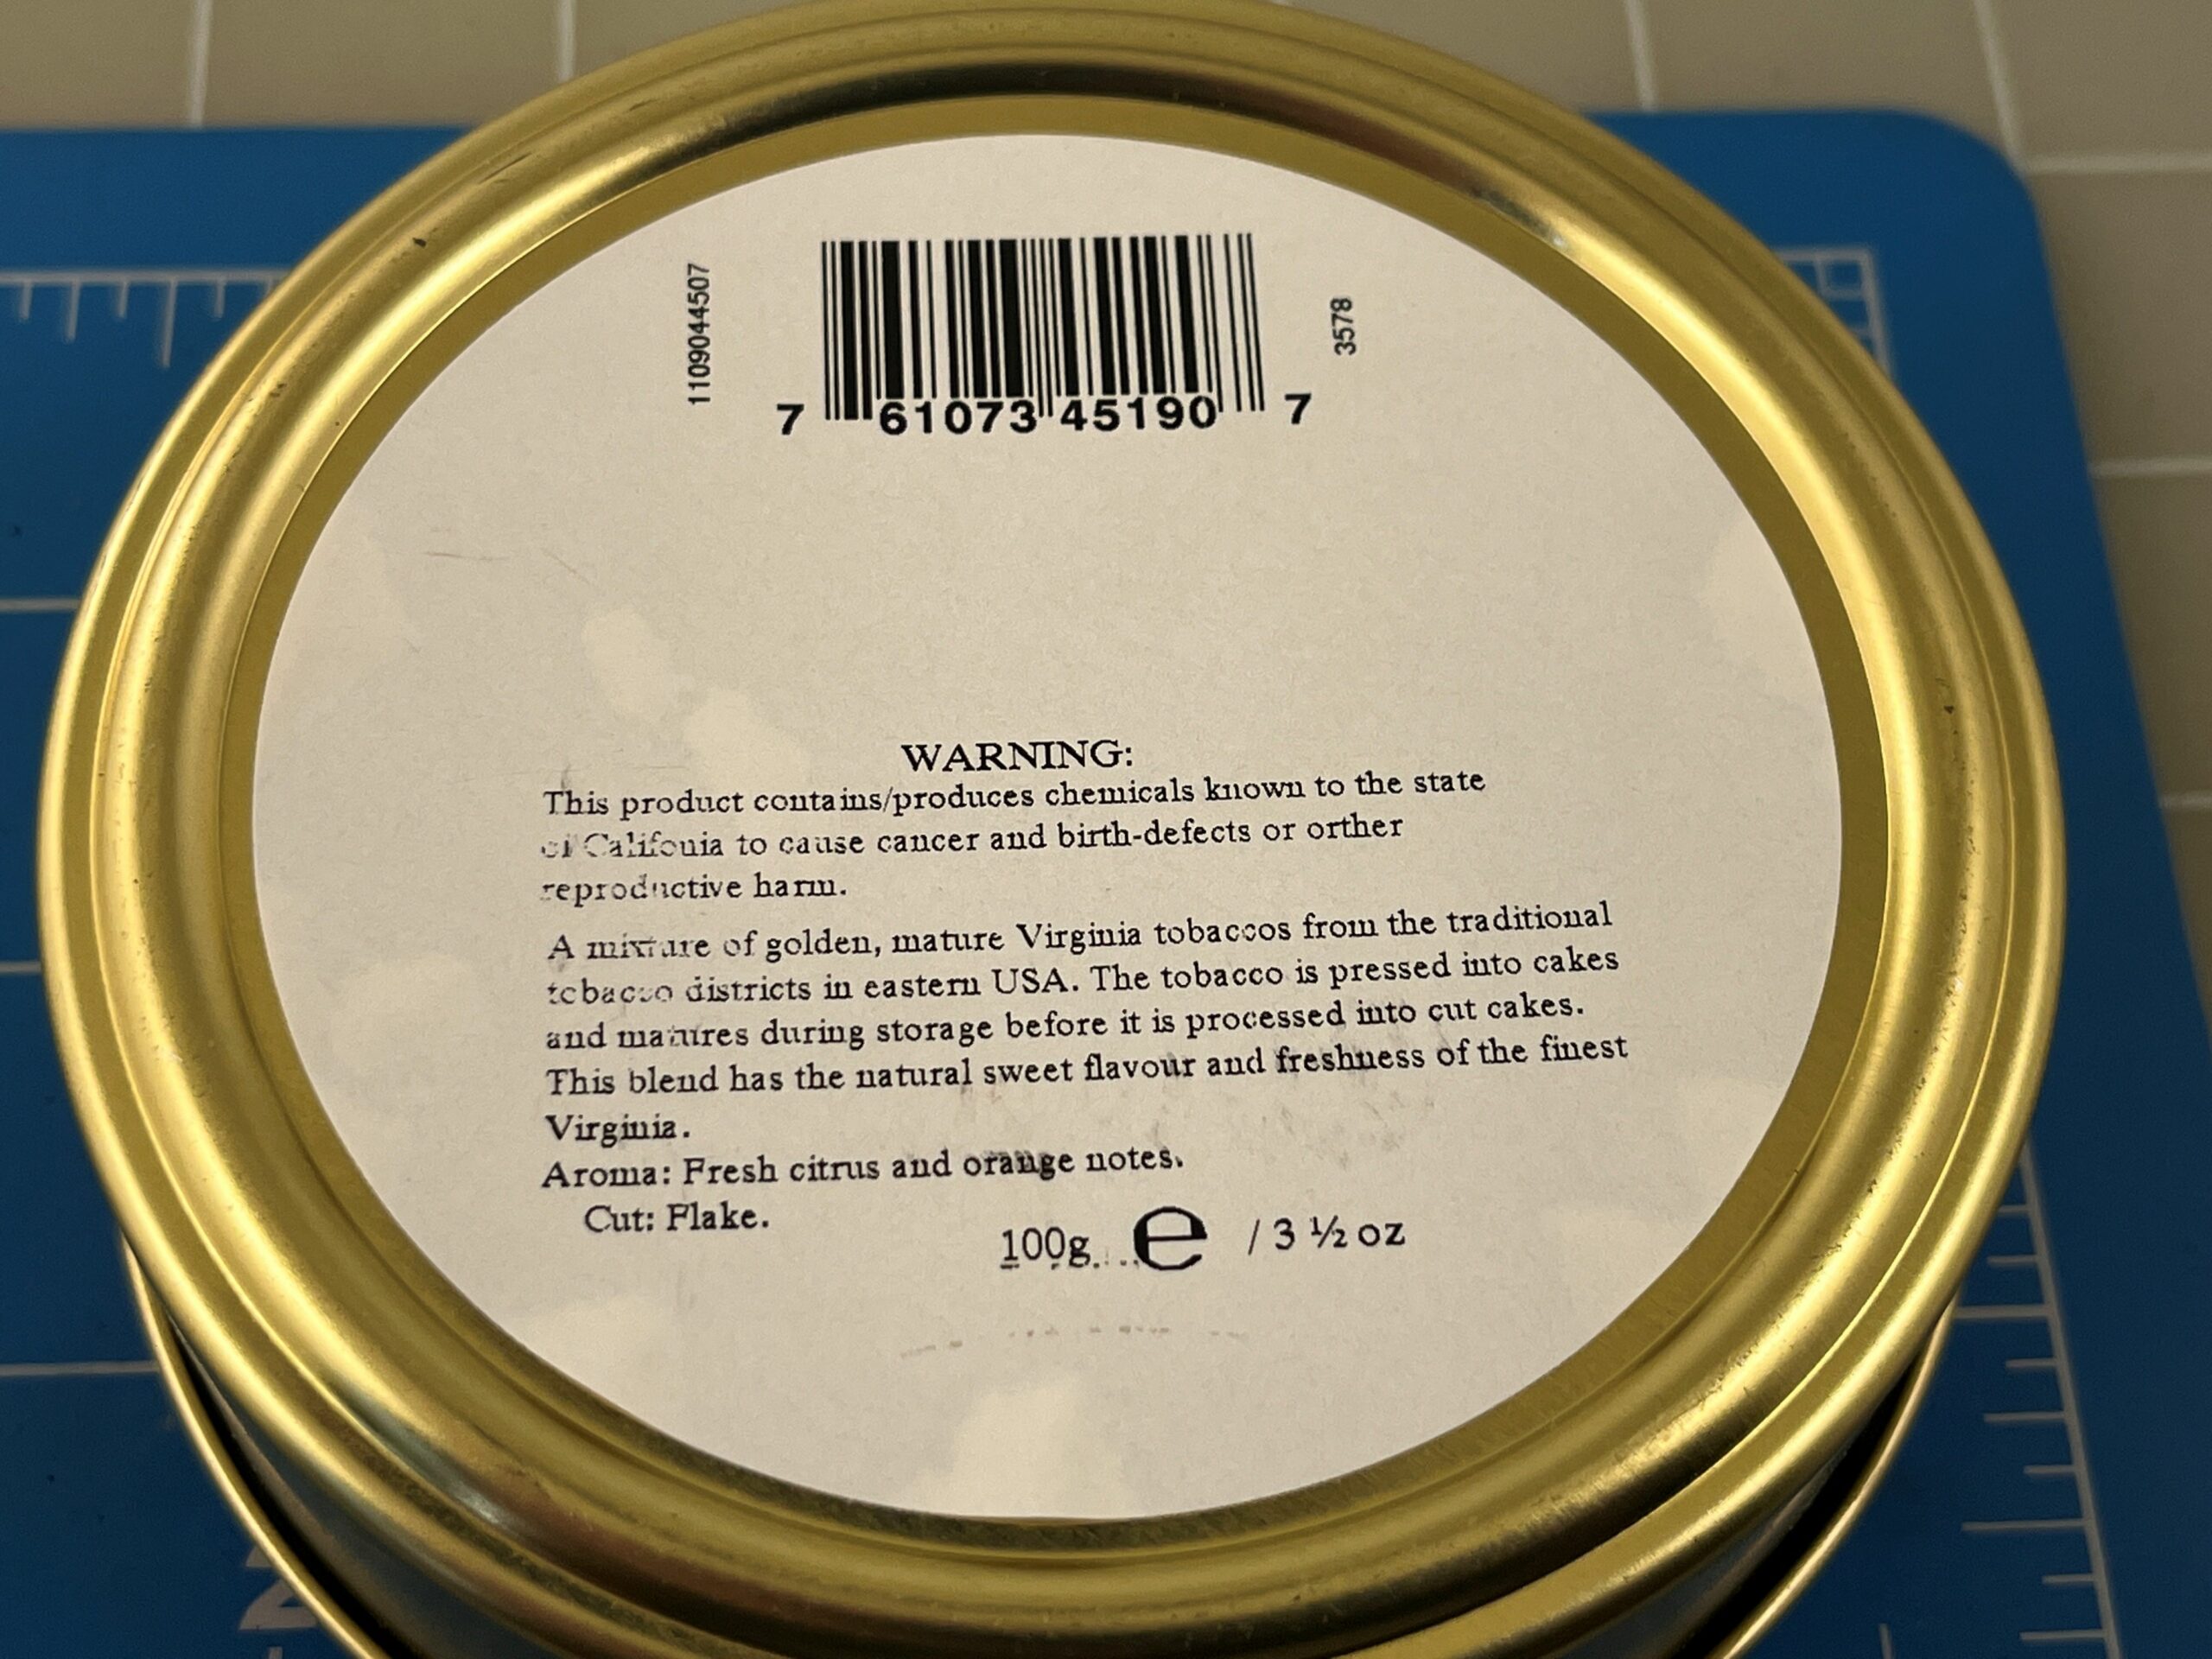 1109044507
3578
7 61073 45190 7
WARNING:
This product contains/produces chemicals known to the state
of Califonia to cause cancer and birth-defects or orther
reproductive harm.
A mixture of golden, mature Virginia tobaccos from the traditional
tobacco districts in eastern USA. The tobacco is pressed into cakes
and matures during storage before it is processed into cut cakes.
This blend has the natural sweet flavour and freshness of the finest
Virginia.
Aroma: Fresh citrus and orange notes.
Cut: Flake.
100g e / 3 ½ oz